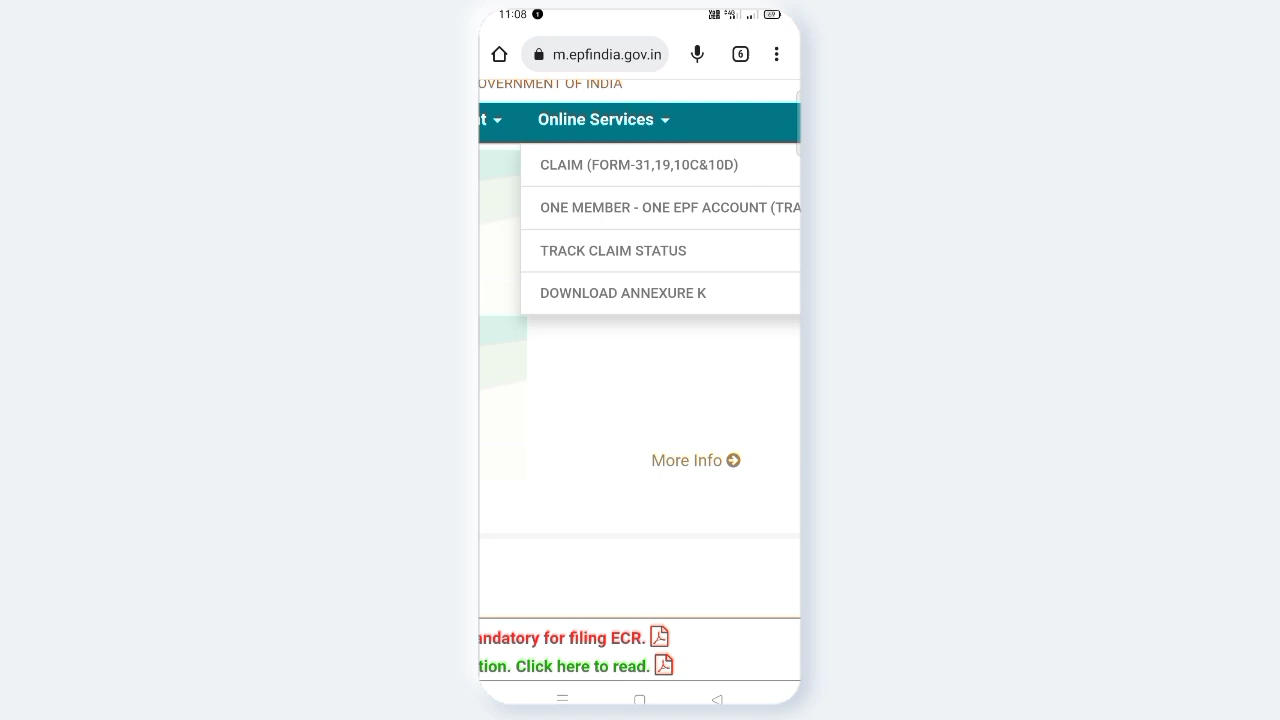 11:08
m.epfindia.gov.in
6
OVERNMENT OF INDIA
nt Online Services
CLAIM (FORM-31,19,10C&10D)
ONE MEMBER - ONE EPF ACCOUNT (TRA
TRACK CLAIM STATUS
DOWNLOAD ANNEXURE K
More Info
andatory for filing ECR.
tion. Click here to read.